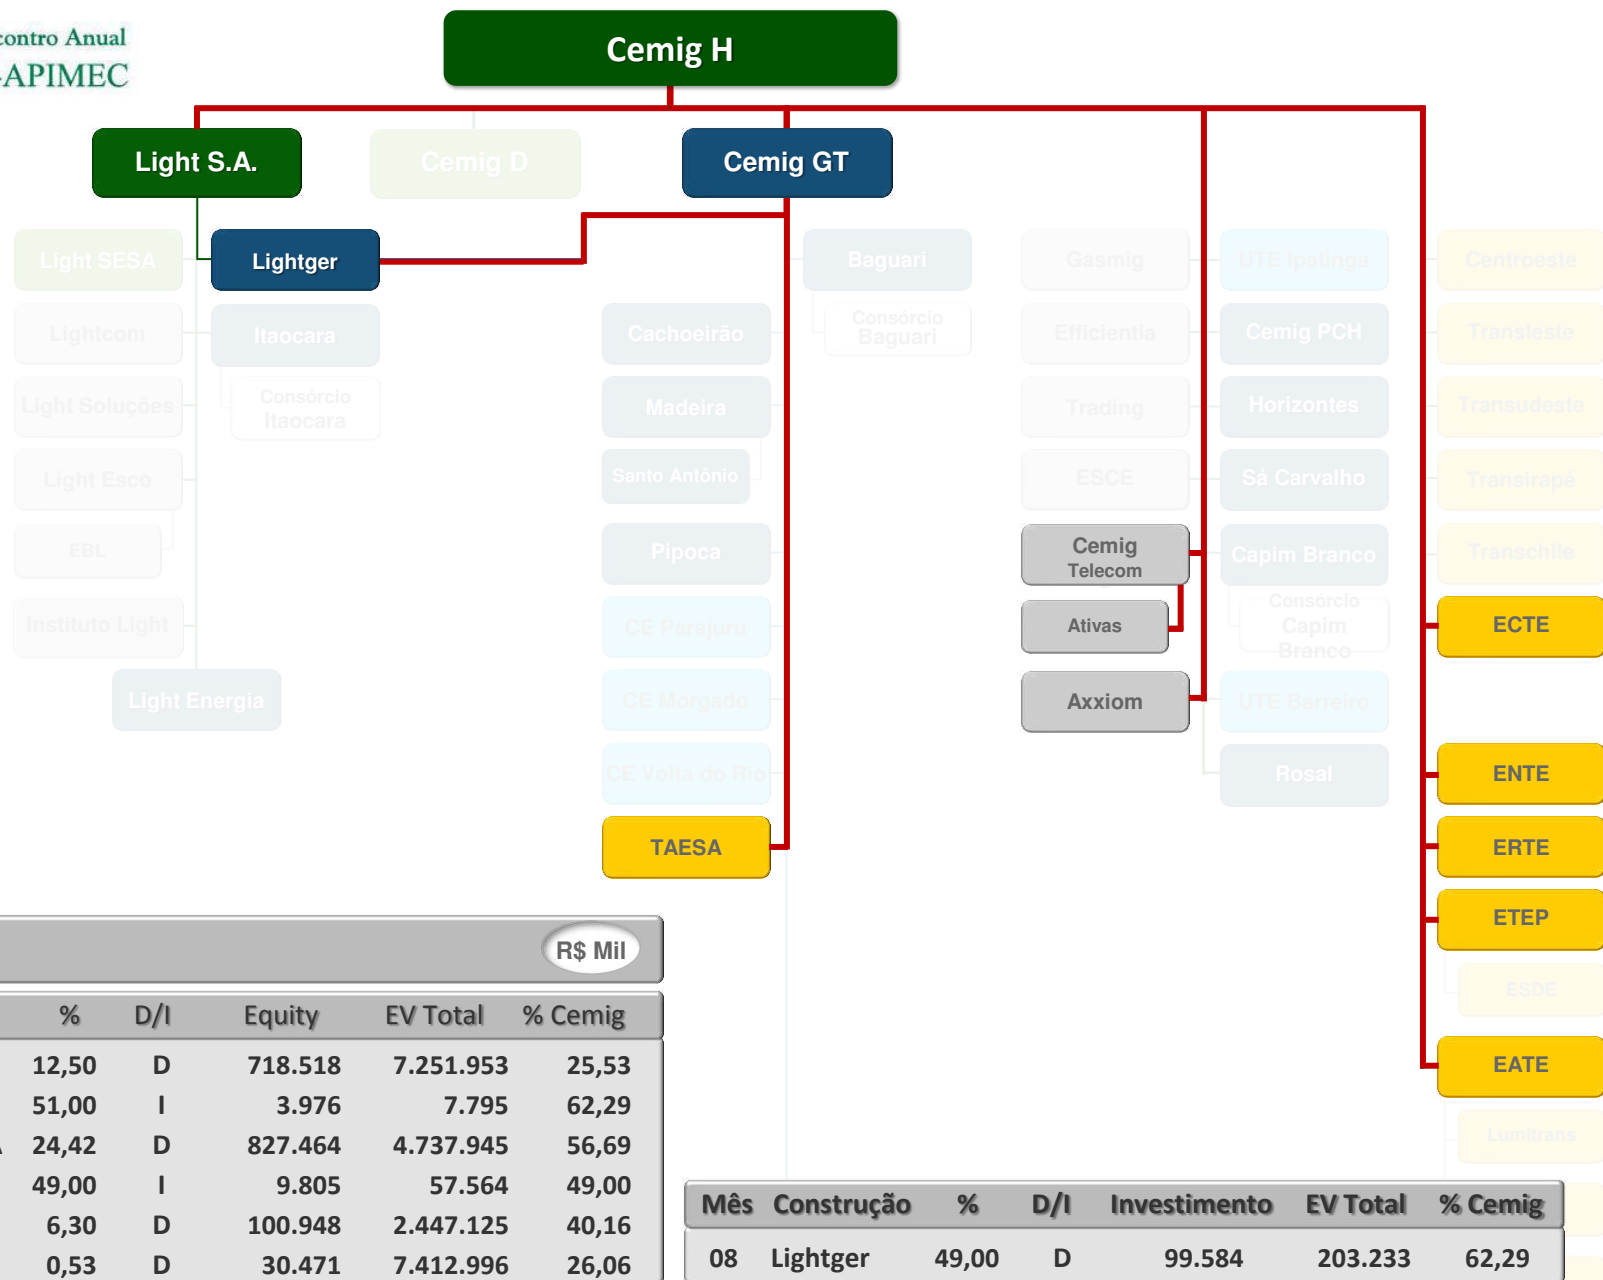 contro Anual
-APIMEC
Cemig H
Light S.A.
Cemig D
Cemig GT
Light SESA
Lightger
Baguari
Gasmig
UTE Ipatinga
Centroeste
Lightcom
Itaocara
Cachoeirão
Consórcio
Baguari
Efficientia
Cemig PCH
Transleste
Light Soluções
Consórcio
Itaocara
Madeira
Trading
Horizontes
Transudeste
Light Esco
Santo Antônio
ESCE
Sá Carvalho
Transirapé
EBL
Pipoca
Cemig
Telecom
Capim Branco
Transchile
Instituto Light
CE Parajuru
Ativas
Consórcio
Capim
Branco
ECTE
Light Energia
CE Morgado
Axxiom
UTE Barreiro
CE Volta do Rio
Rosal
ENTE
TAESA
ERTE
ETEP
ESDE
EATE
Lumitrans
R$ Mil
% D/I Equity EV Total % Cemig
12,50 D 718.518 7.251.953 25,53
51,00 I 3.976 7.795 62,29
A 24,42 D 827.464 4.737.945 56,69
49,00 I 9.805 57.564 49,00
6,30 D 100.948 2.447.125 40,16
0,53 D 30.471 7.412.996 26,06
Mês Construção % D/I Investimento EV Total % Cemig
08 Lightger 49,00 D 99.584 203.233 62,29